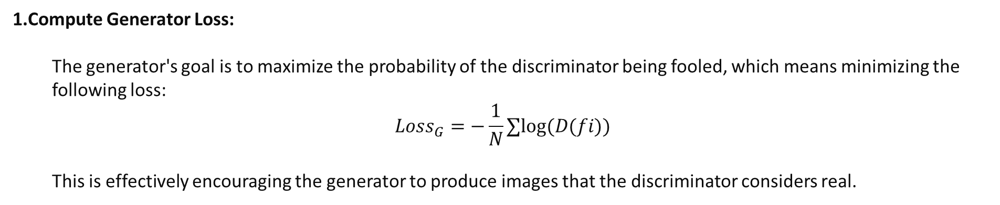 1.Compute Generator Loss:
The generator's goal is to maximize the probability of the discriminator being fooled, which means minimizing the
following loss:
Loss_G = −\frac{1}{N}∑log(D(fi))
This is effectively encouraging the generator to produce images that the discriminator considers real.